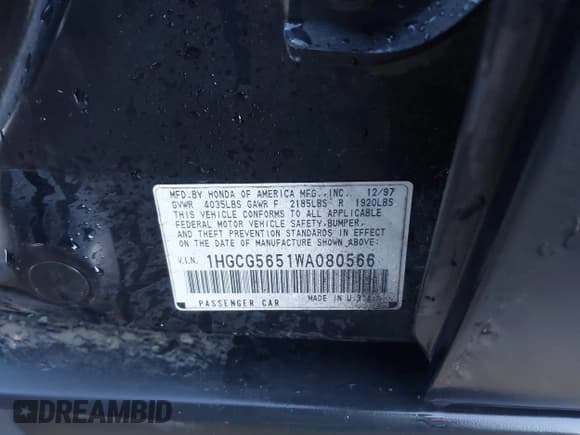 MFD.BY HONDA OF AMERICA MFG.,INC. 12/97
GVWR 4035LBS GAWR F 2185LBS R 1920LBS
THIS VEHICLE CONFORMS TO ALL APPLICABLE
FEDERAL MOTOR VEHICLE SAFETY,BUMPER,
AND THEFT PREVENTION STANDARDS IN EFFECT
ON THE DATE OF MANUFACTURE SHOWN ABOVE.
V.I.N. 1HGCG5651WA080566
PASSENGER CAR MADE IN U.S.A.
DREAMBID